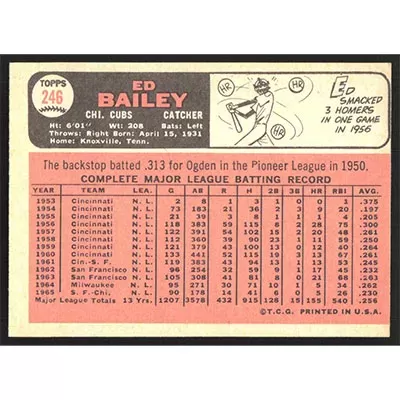 TOPPS
246
ED
BAILEY
CHI. CUBS CATCHER
Ht: 6'01" Wt: 208 Bats: Left
Throws: Right Born: April 15, 1931
Home: Knoxville, Tenn.
HR
HR
HR
ED
SMACKED
3 HOMERS
IN ONE GAME
IN 1956
The backstop batted .313 for Ogden in the Pioneer League in 1950.
COMPLETE MAJOR LEAGUE BATTING RECORD
YEAR TEAM LEA. G AB R H 2B 3B HR RBI AVG.
1953 Cincinnati N. L. 2 8 1 3 1 0 0 1 .375
1954 Cincinnati N. L. 73 183 21 36 2 3 9 20 .197
1955 Cincinnati N. L. 21 39 3 8 1 1 1 4 .205
1956 Cincinnati N. L. 118 383 59 115 8 2 28 75 .300
1957 Cincinnati N. L. 122 391 54 102 15 2 20 48 .261
1958 Cincinnati N. L. 112 360 39 90 23 1 11 59 .250
1959 Cincinnati N. L. 121 379 43 100 13 0 12 40 .264
1960 Cincinnati N. L. 133 441 52 115 19 3 13 67 .261
1961 Cin.-S. F. N. L. 119 383 43 94 13 1 13 53 .245
1962 San Francisco N. L. 96 254 32 59 9 1 17 45 .232
1963 San Francisco N. L. 105 308 41 81 8 0 21 68 .263
1964 Milwaukee N. L. 95 271 30 71 10 1 5 34 .262
1965 S. F.-Chi. N. L. 90 178 14 41 6 0 5 26 .230
Major League Totals 13 Yrs. 1207 3578 432 915 128 15 155 540 .256
©T.C.G. PRINTED IN U.S.A.